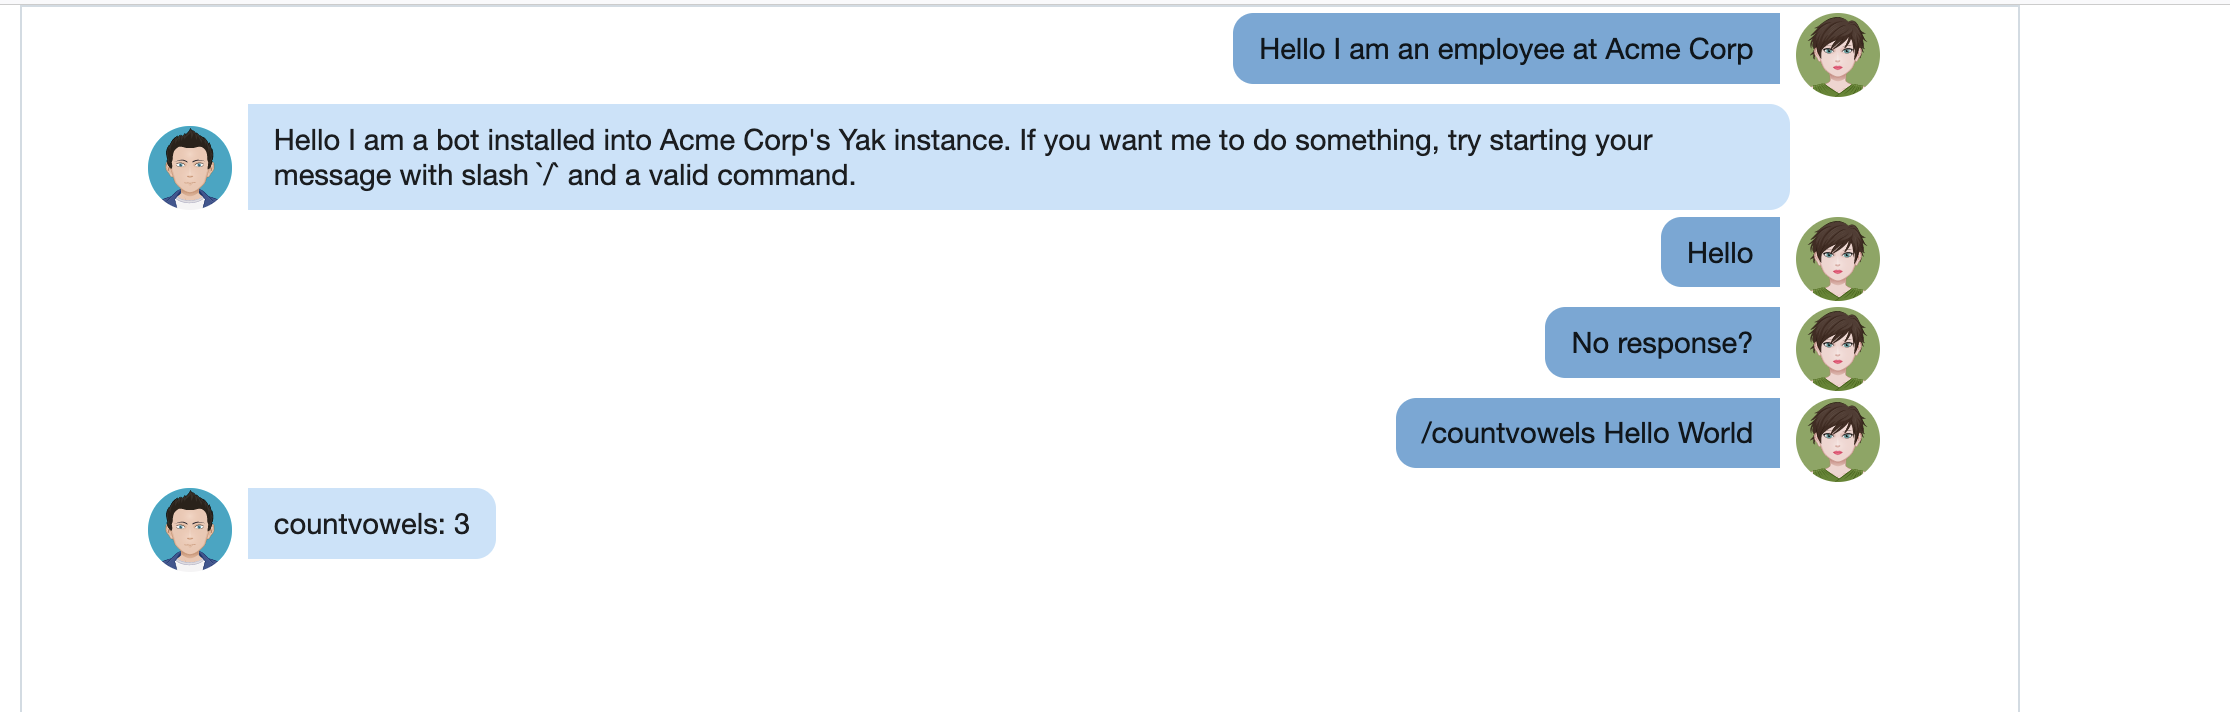 Hello I am an employee at Acme Corp
Hello I am a bot installed into Acme Corp's Yak instance. If you want me to do something, try starting your
message with slash `/` and a valid command.
Hello
No response?
/countvowels Hello World
countvowels: 3